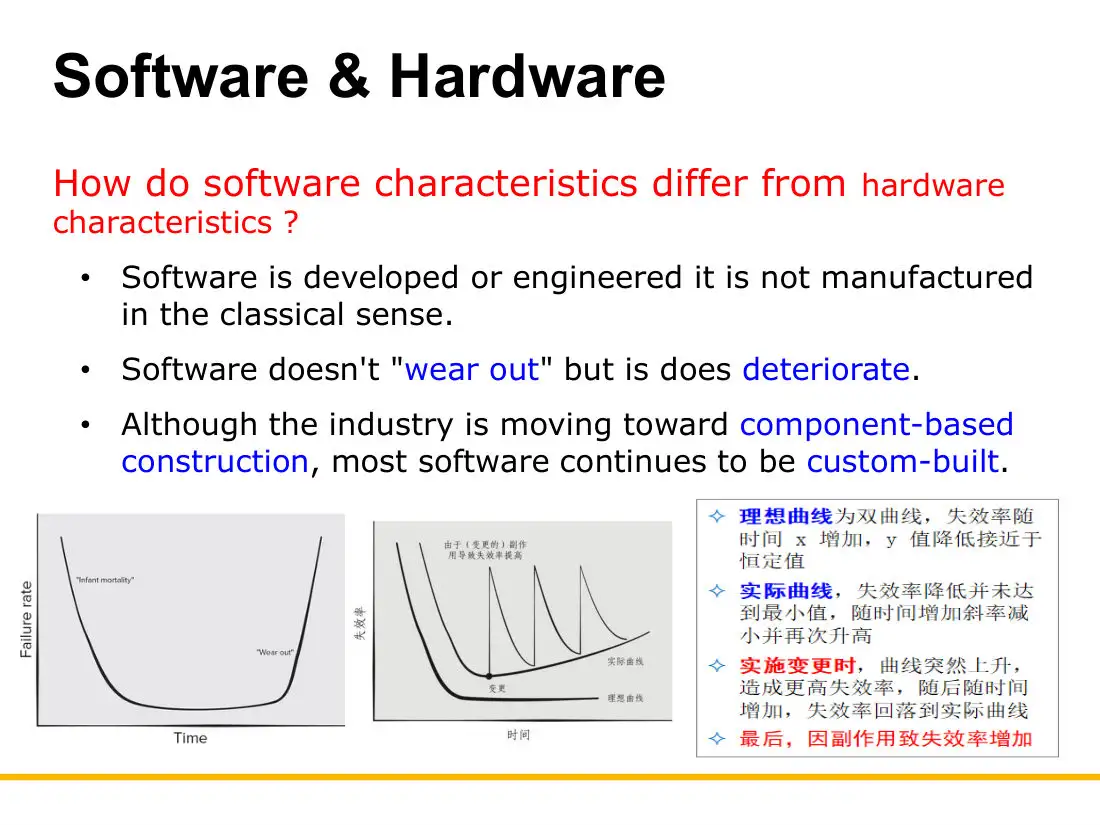 Software & Hardware
How do software characteristics differ from hardware
characteristics ?
• Software is developed or engineered it is not manufactured
in the classical sense.
• Software doesn't "wear out" but is does deteriorate.
• Although the industry is moving toward component-based
construction, most software continues to be custom-built.
Failure rate
"Infant mortality"
"Wear out"
Time
失效率
由于（变更的）副作
用导致失效率提高
变更
实际曲线
理想曲线
时间
理想曲线为双曲线，失效率随
时间 x 增加，y 值降低接近于
恒定值
实际曲线，失效率降低并未达
到最小值，随时间增加斜率减
小并再次升高
实施变更时，曲线突然上升，
造成更高失效率，随后随时间
增加，失效率回落到实际曲线
最后，因副作用致失效率增加